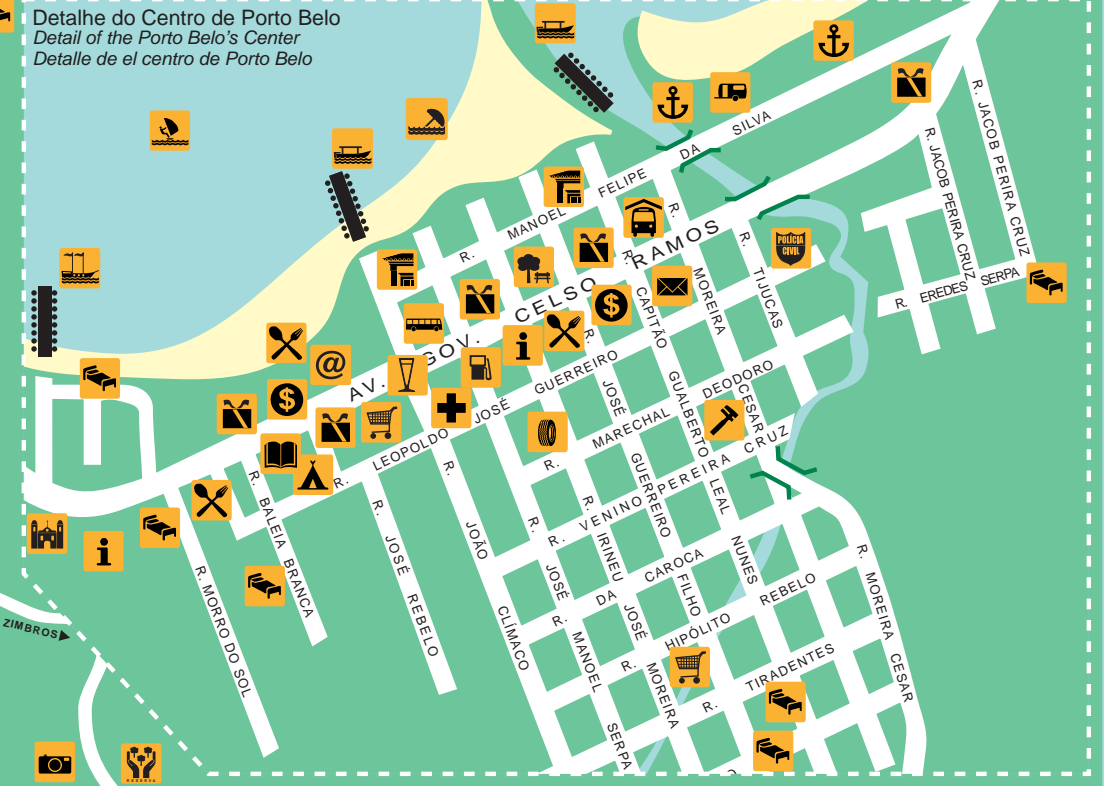 Detalhe do Centro de Porto Belo
Detail of the Porto Belo's Center
Detalle de el centro de Porto Belo
R. MANOEL FELIPE DA SILVA
AV. GOV. CELSO RAMOS
R. JACOB PERIRA CRUZ
R. JACOB PERIRA CRUZ
R. EREDES SERPA
POLÍCIA
CIVIL
R. TIJUCAS
R. MOREIRA CESAR
R. CAPITÃO GUALBERTO LEAL NUNES
R. JOSÉ GUERREIRO FILHO
R. LEOPOLDO JOSÉ GUERREIRO
R. MARECHAL DEODORO
R. VENINO PEREIRA CRUZ
R. DA CAROCA
R. HIPÓLITO REBELO
R. TIRADENTES
R. IRINEU JOSÉ MOREIRA
R. JOSÉ MANOEL SERPA
R. JOÃO CLÍMACO
R. JOSÉ REBELO
R. BALEIA BRANCA
R. MORRO DO SOL
R. MOREIRA CESAR
ZIMBROS
@
$
$
i
i
RESERVA